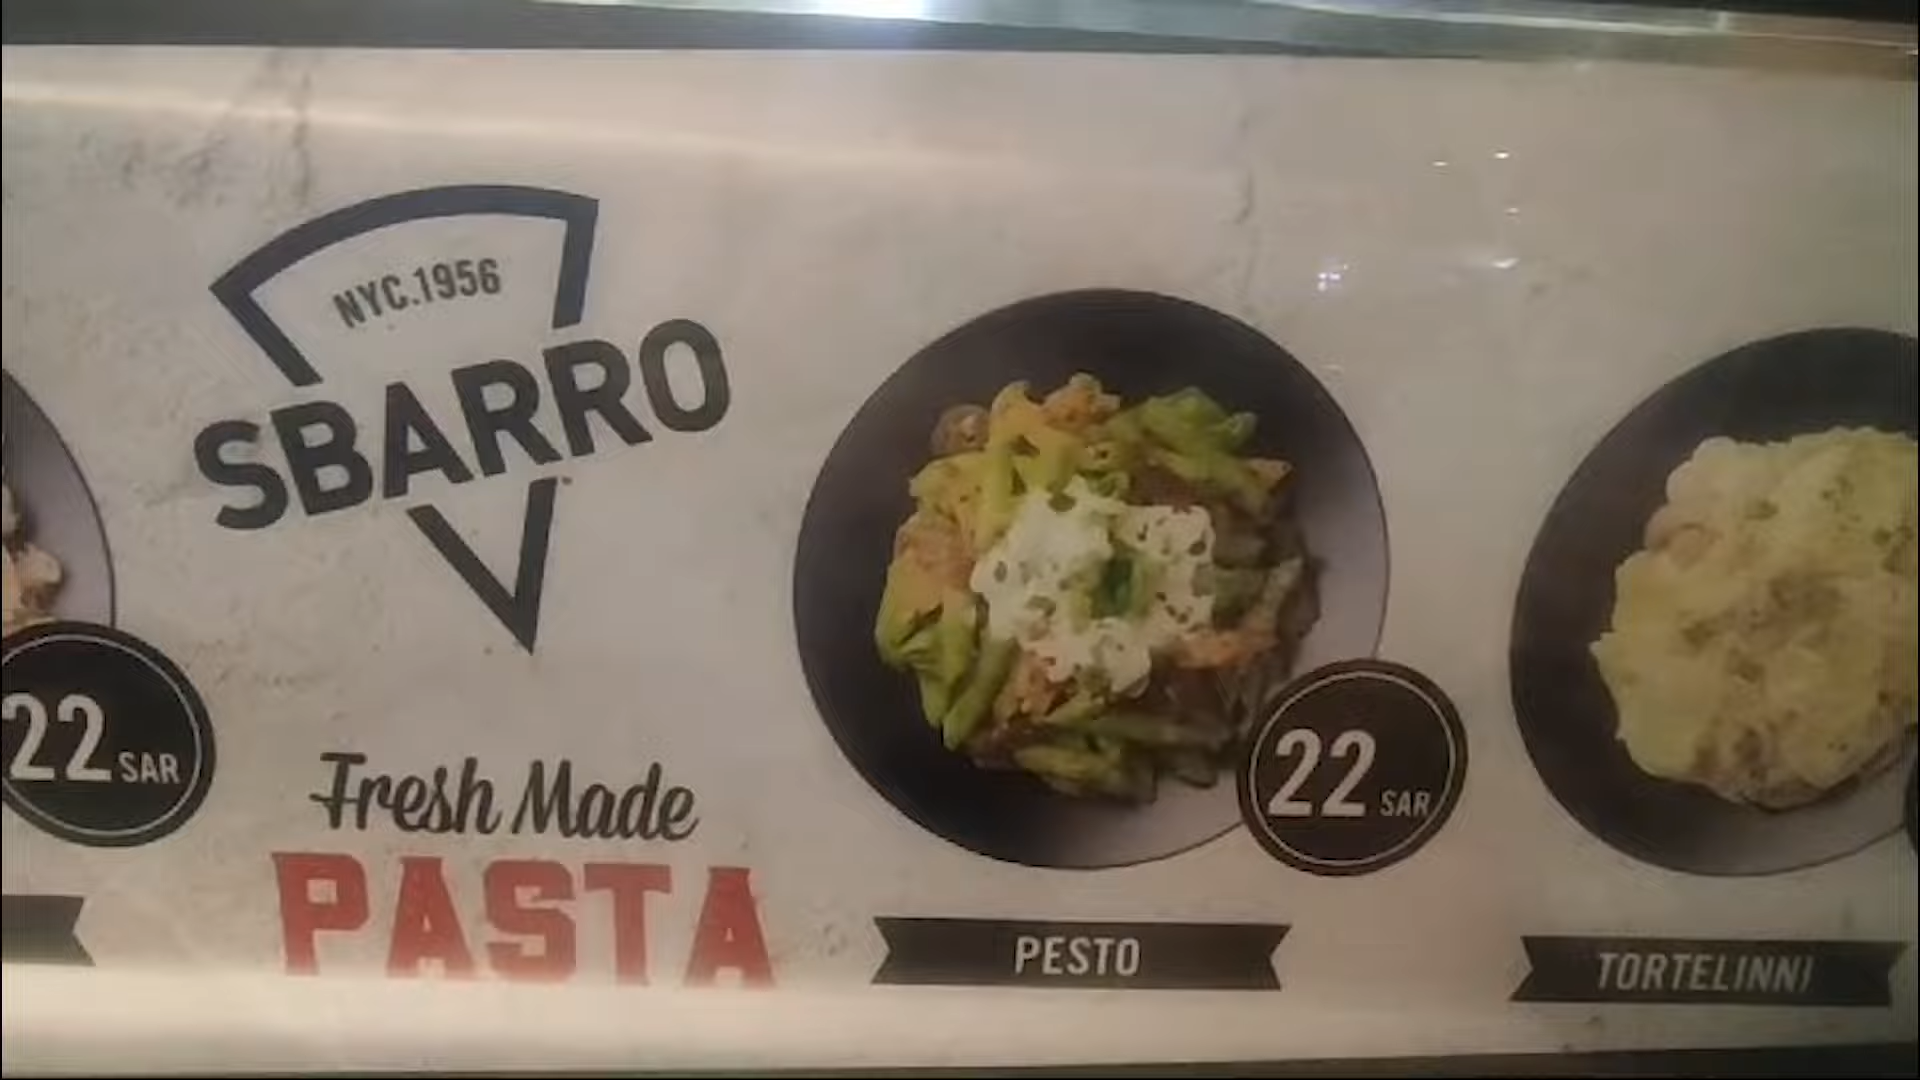 NYC.1956
SBARRO
22 SAR
Fresh Made
PASTA
22 SAR
PESTO
TORTELINNI